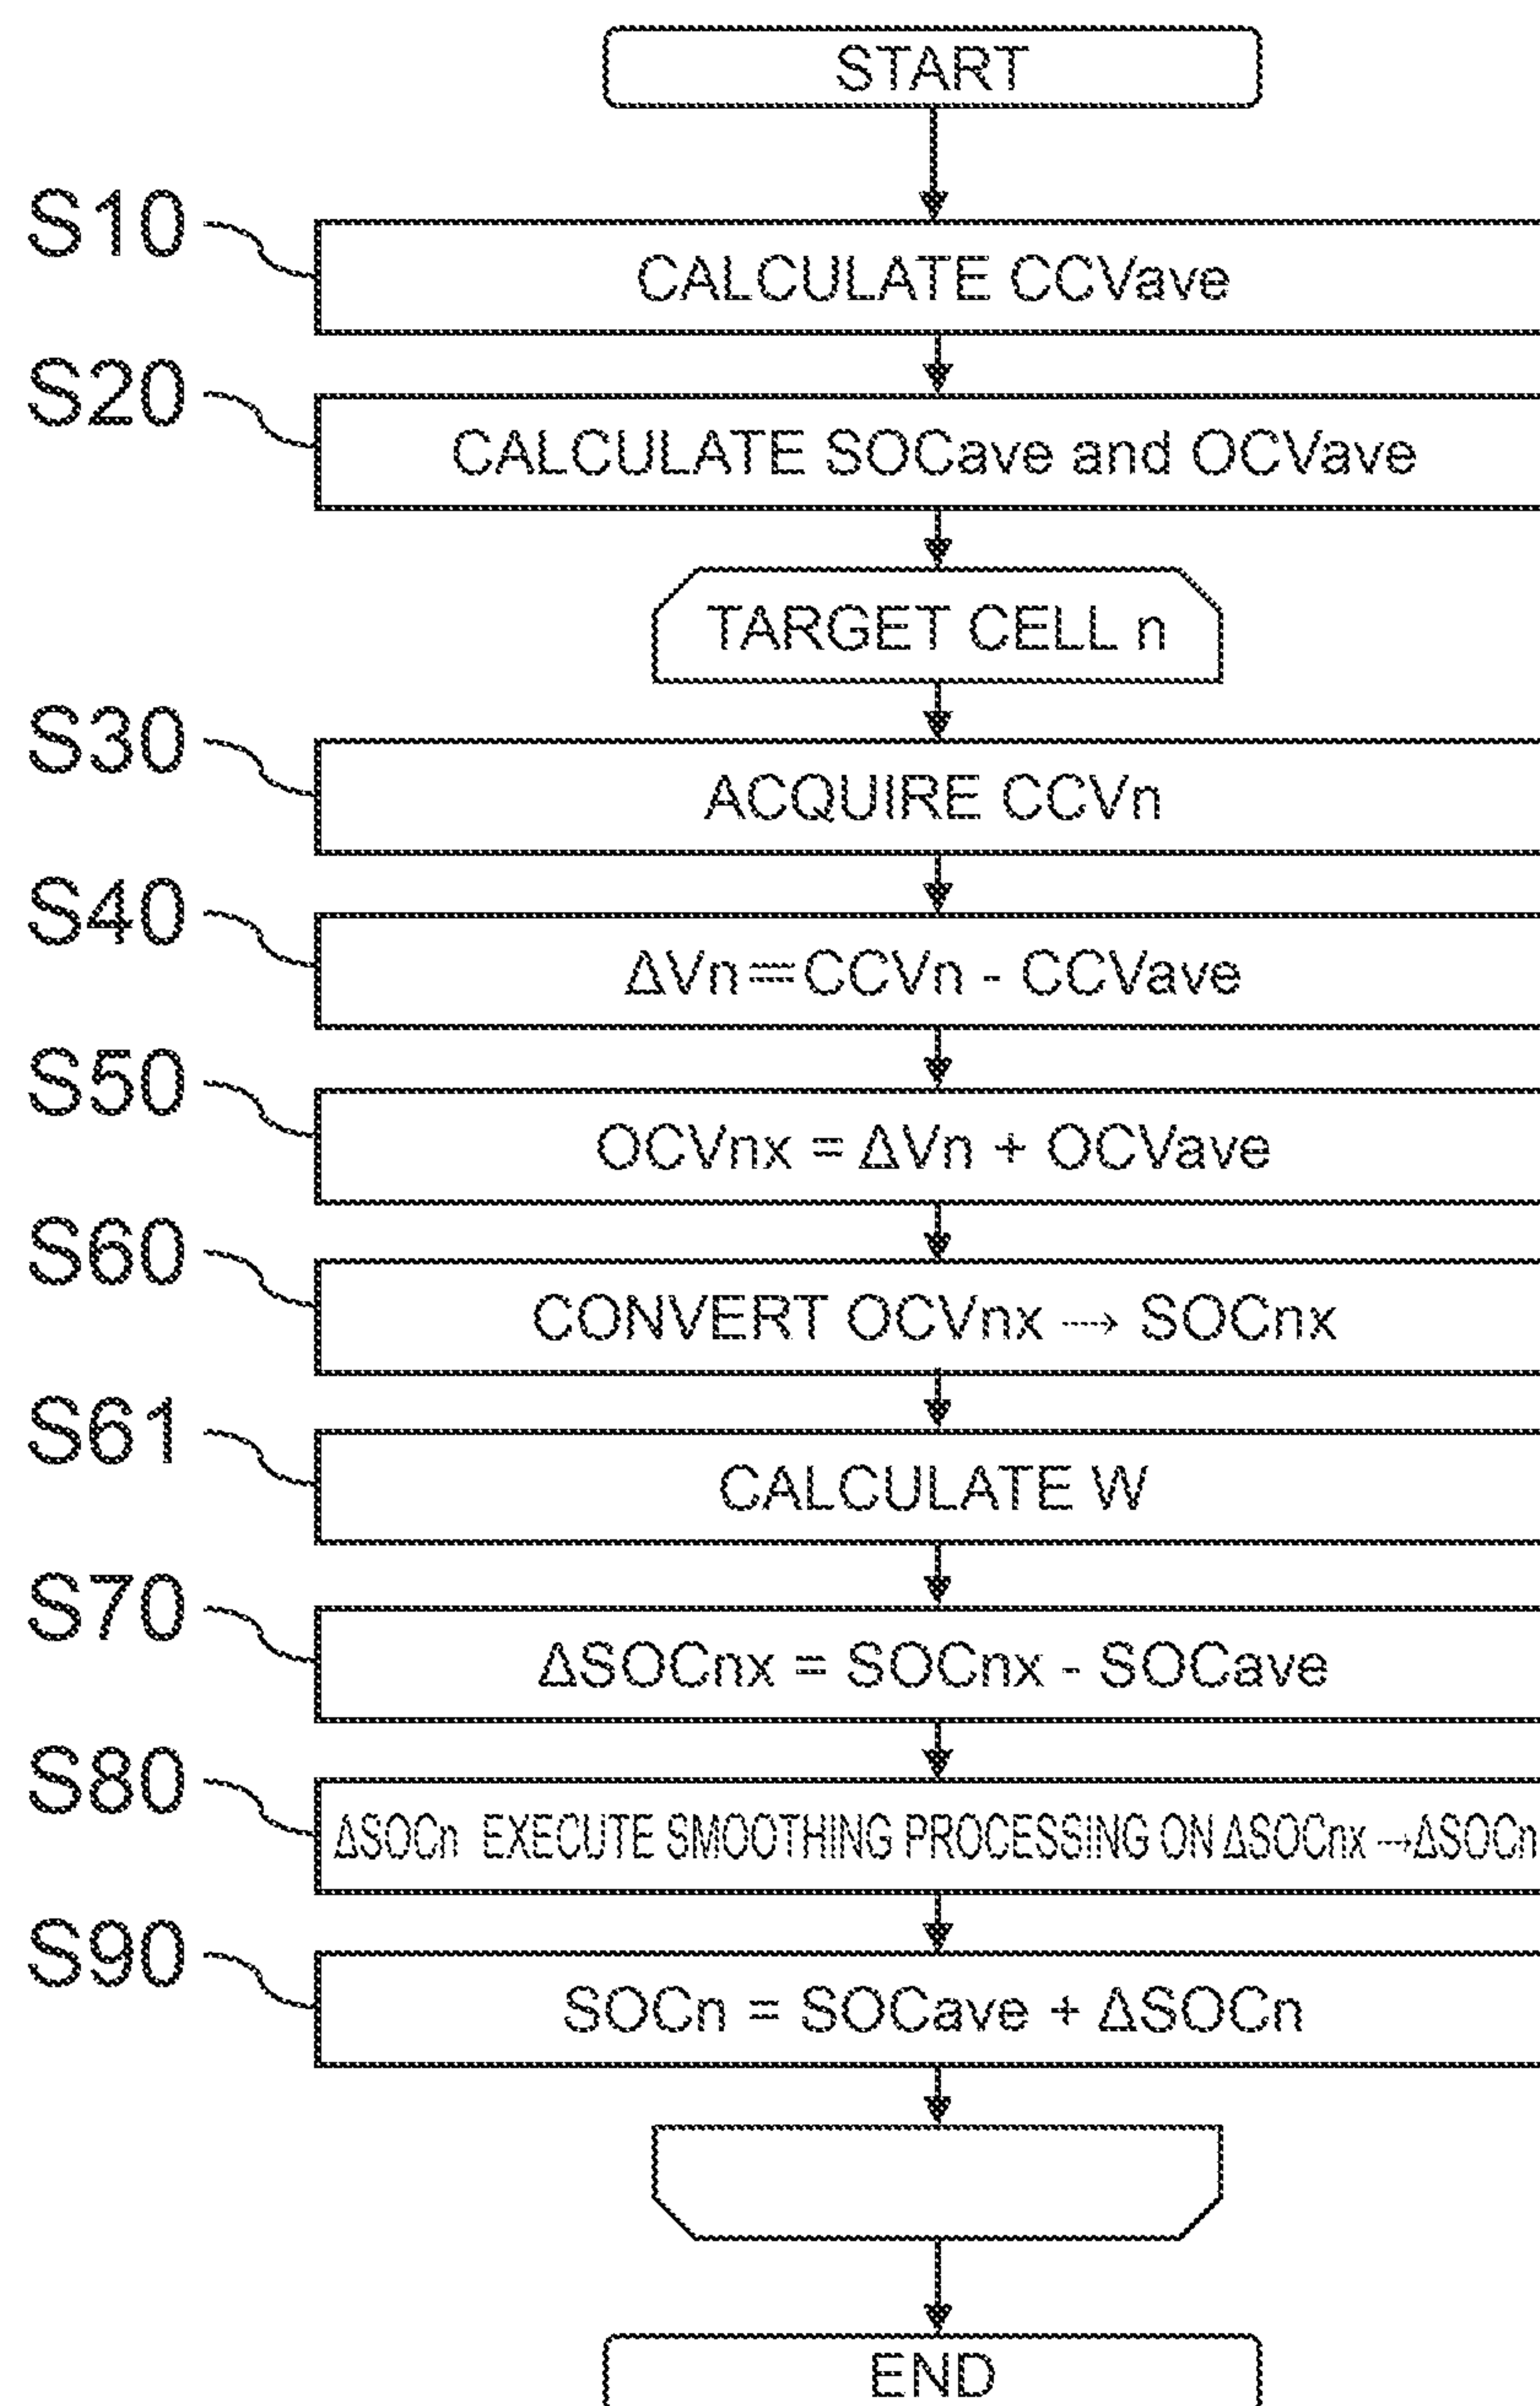 START
S10
CALCULATE CCVave
S20
CALCULATE SOCave and OCVave
TARGET CELL n
S30
ACQUIRE CCVn
S40
ΔVn=CCVn - CCVave
S50
OCVnx = ΔVn + OCVave
S60
CONVERT OCVnx → SOCnx
S61
CALCULATE W
S70
ΔSOCnx = SOCnx - SOCave
S80
ΔSOCn EXECUTE SMOOTHING PROCESSING ON ΔSOCnx →ΔSOCn
S90
SOCn = SOCave + ΔSOCn
END